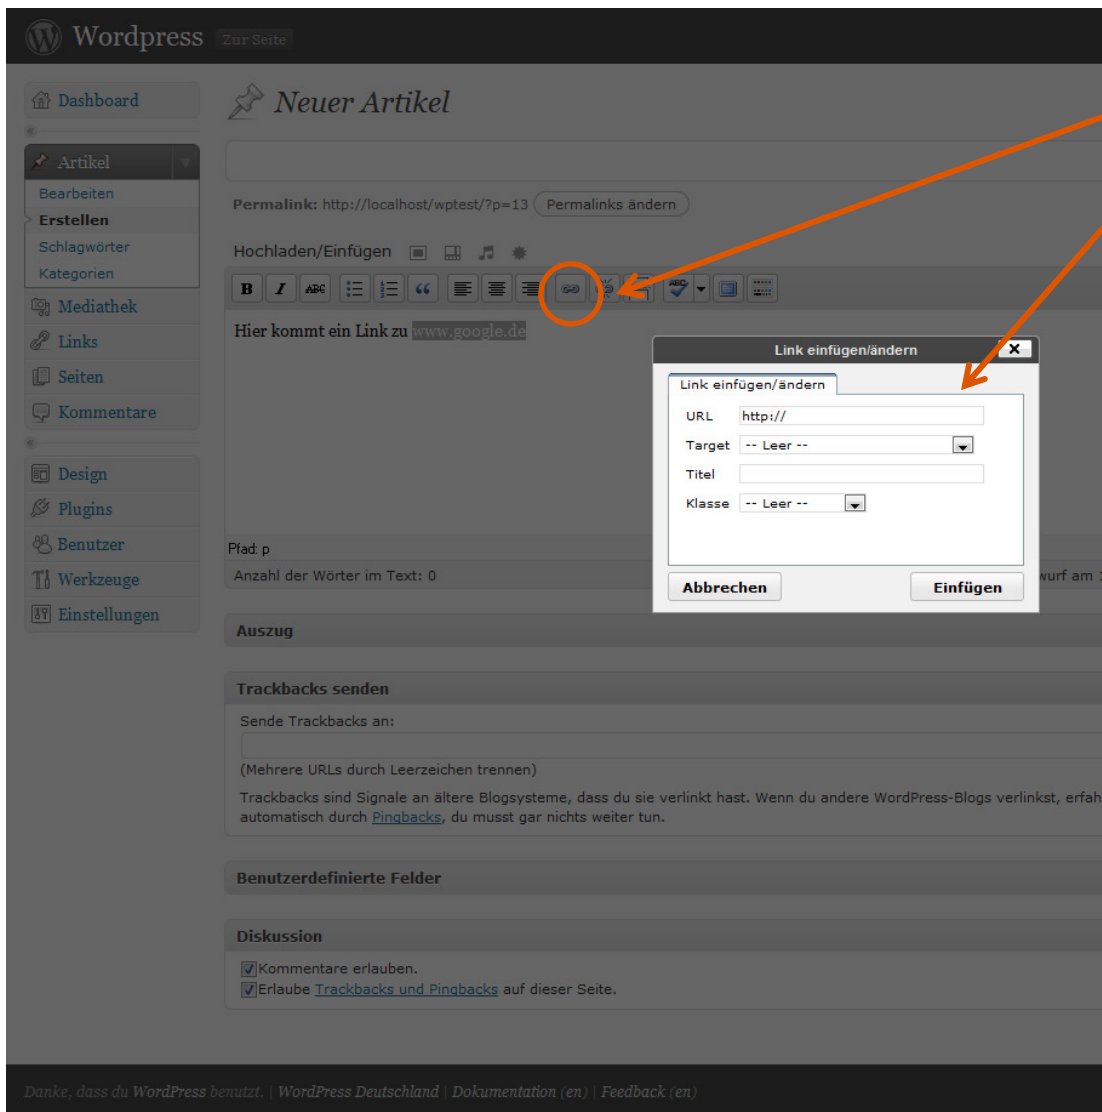 Wordpress Zur Seite
Dashboard
Artikel
Bearbeiten
Erstellen
Schlagwörter
Kategorien
Mediathek
Links
Seiten
Kommentare
Design
Plugins
Benutzer
Werkzeuge
Einstellungen
Neuer Artikel
Permalink: http://localhost/wptest/?p=13 Permalinks ändern
Hochladen/Einfügen
B I ABC ABC
Hier kommt ein Link zu www.google.de
Link einfügen/ändern X
Link einfügen/ändern
URL http://
Target -- Leer --
Titel
Klasse -- Leer --
Abbrechen Einfügen
Pfad: p
Anzahl der Wörter im Text: 0 wurf am 1
Auszug
Trackbacks senden
Sende Trackbacks an:
(Mehrere URLs durch Leerzeichen trennen)
Trackbacks sind Signale an ältere Blogsysteme, dass du sie verlinkt hast. Wenn du andere WordPress-Blogs verlinkst, erfah
automatisch durch Pingbacks, du musst gar nichts weiter tun.
Benutzerdefinierte Felder
Diskussion
Kommentare erlauben.
Erlaube Trackbacks und Pingbacks auf dieser Seite.
Danke, dass du WordPress benutzt. | WordPress Deutschland | Dokumentation (en) | Feedback (en)